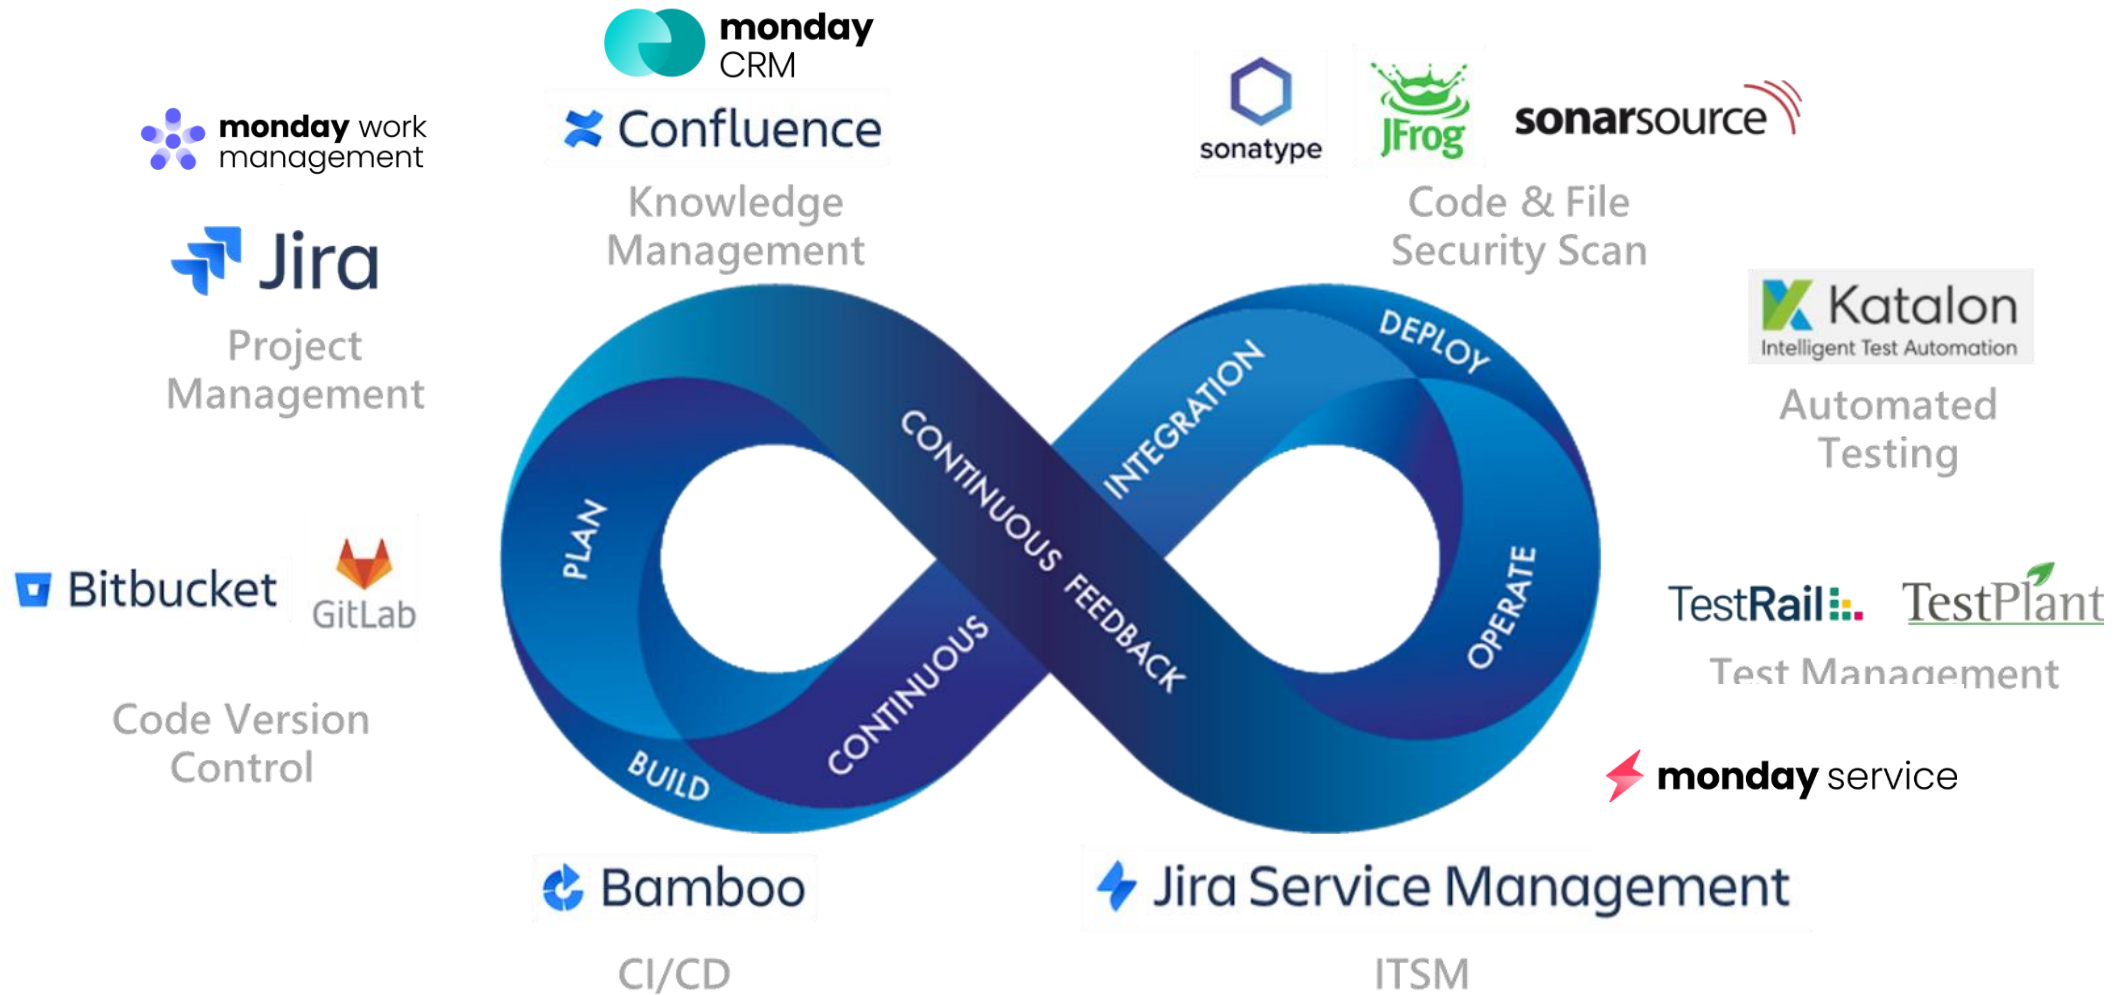 monday
CRM
Confluence
Knowledge
Management
monday work
management
Jira
Project
Management
Bitbucket
GitLab
Code Version
Control
sonatype
JFrog
sonarsource
Code & File
Security Scan
Katalon
Intelligent Test Automation
Automated
Testing
TestRail
TestPlant
Test Management
monday service
PLAN
BUILD
CONTINUOUS
INTEGRATION
DEPLOY
OPERATE
CONTINUOUS FEEDBACK
Bamboo
CI/CD
Jira Service Management
ITSM